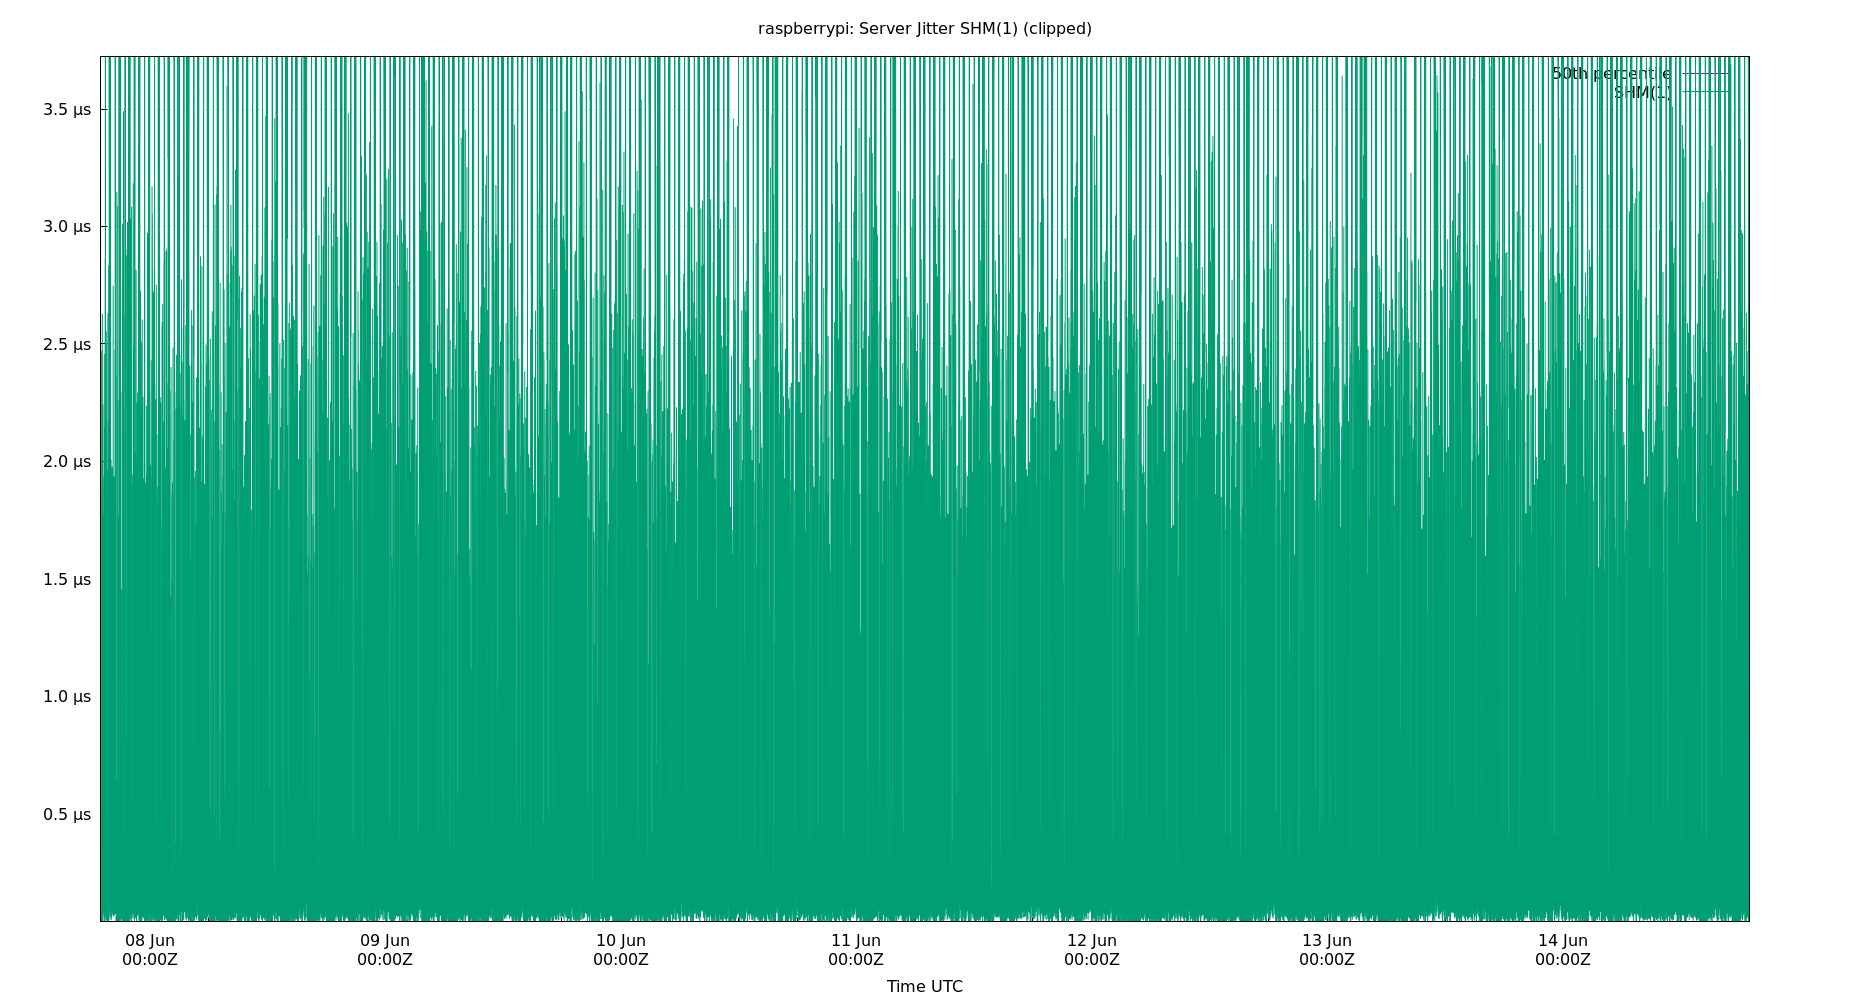 raspberrypi: Server Jitter SHM(1) (clipped)
50th percentile
SHM(1)
3.5 µs
3.0 µs
2.5 µs
2.0 µs
1.5 µs
1.0 µs
0.5 µs
08 Jun 09 Jun 10 Jun 11 Jun 12 Jun 13 Jun 14 Jun
00:00Z 00:00Z 00:00Z 00:00Z 00:00Z 00:00Z 00:00Z
Time UTC